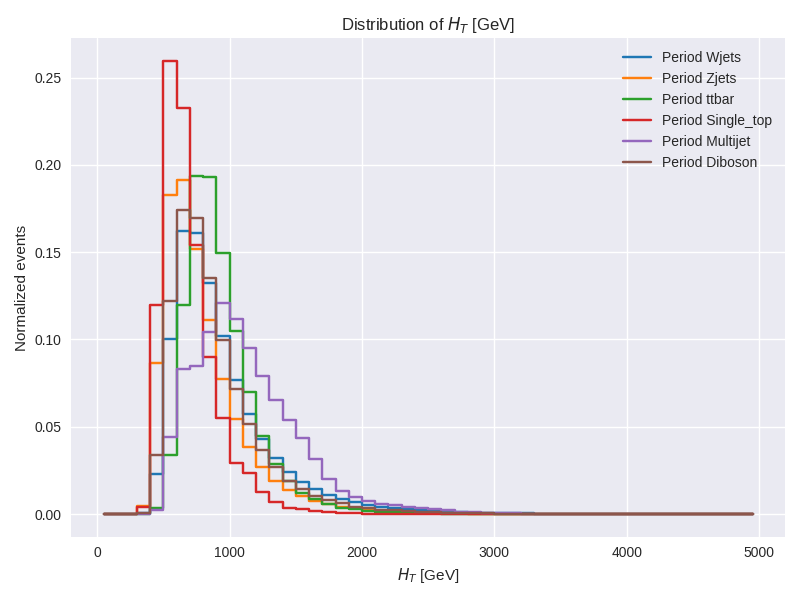 Distribution of H_T [GeV]
Period Wjets
Period Zjets
Period ttbar
Period Single_top
Period Multijet
Period Diboson
Normalized events
0.25
0.20
0.15
0.10
0.05
0.00
0 1000 2000 3000 4000 5000
H_T [GeV]